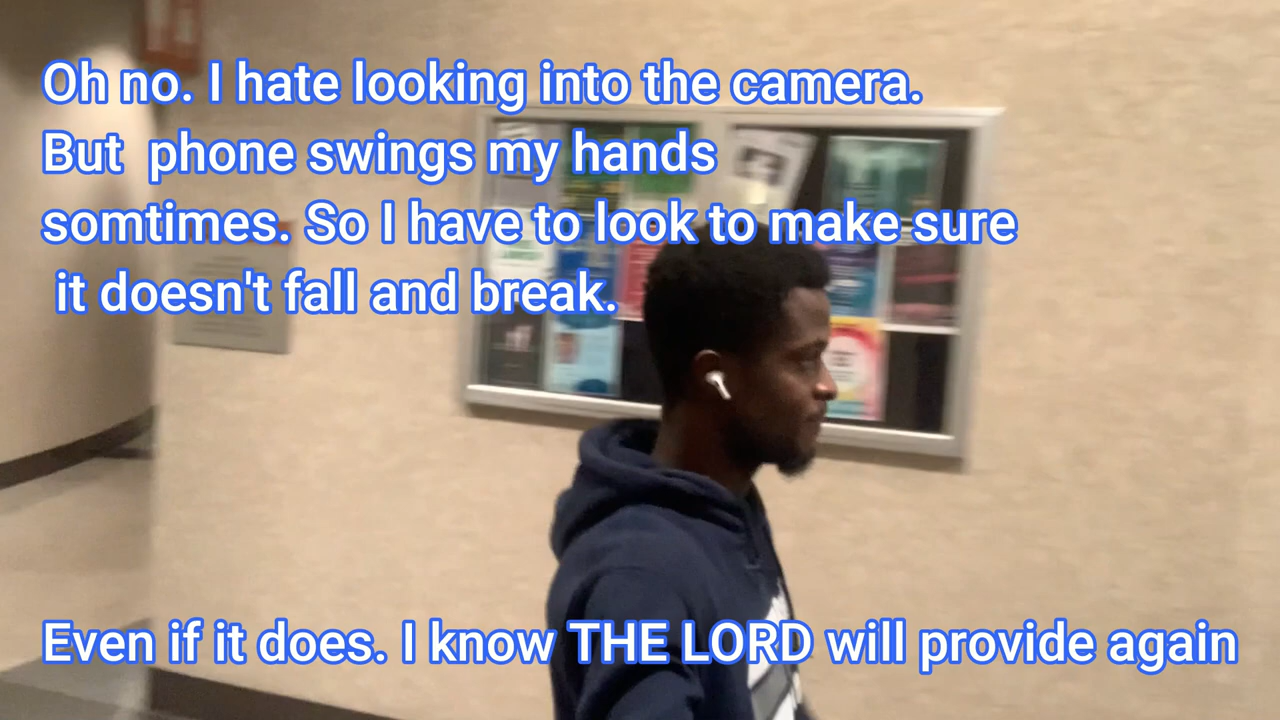 Oh no. I hate looking into the camera.
But  phone swings my hands
somtimes. So I have to look to make sure
it doesn't fall and break.
Even if it does. I know THE LORD will provide again